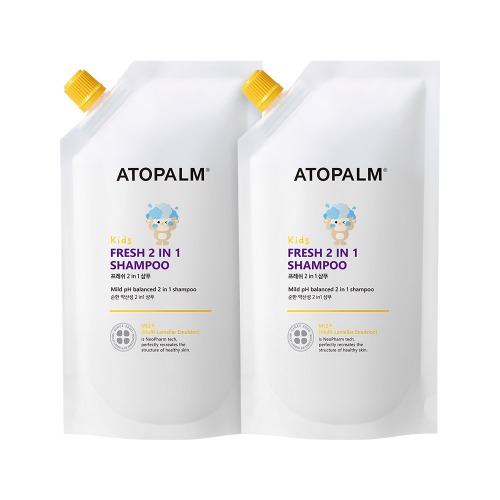 ATOPALM®
Kids
FRESH 2 IN 1
SHAMPOO
프레쉬 2 in 1 샴푸
Mild pH balanced 2 in 1 shampoo
순한 약산성 2 in1 샴푸
MLE®
(Multi-Lamellar Emulsion)
is NeoPharm tech,
perfectly recreates the
structure of healthy skin.
ATOPALM®
Kids
FRESH 2 IN 1
SHAMPOO
프레쉬 2 in 1 샴푸
Mild pH balanced 2 in 1 shampoo
순한 약산성 2 in1 샴푸
MLE®
(Multi-Lamellar Emulsion)
is NeoPharm tech,
perfectly recreates the
structure of healthy skin.